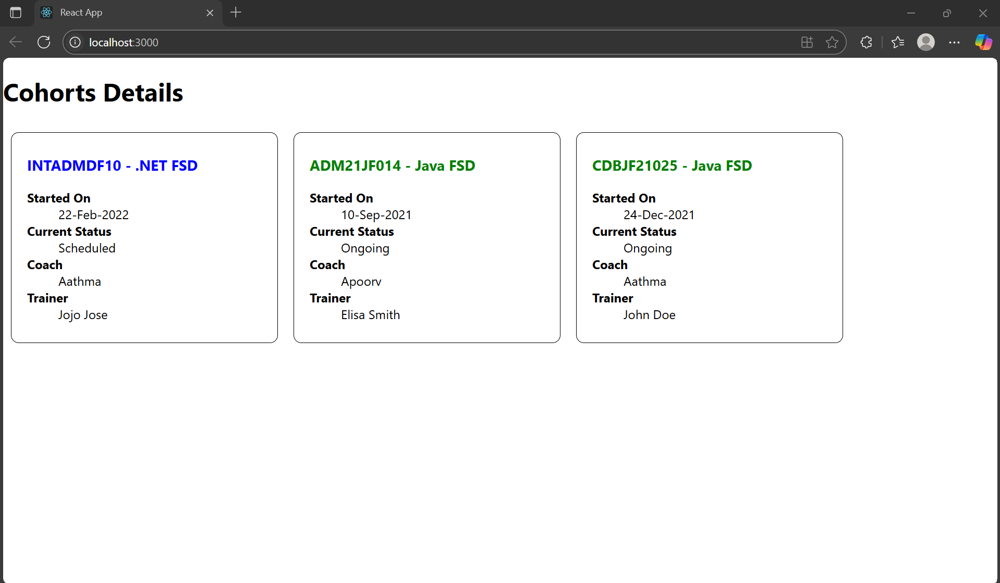 React App
localhost:3000
Cohorts Details
INTADMDF10 - .NET FSD
Started On
22-Feb-2022
Current Status
Scheduled
Coach
Aathma
Trainer
Jojo Jose
ADM21JF014 - Java FSD
Started On
10-Sep-2021
Current Status
Ongoing
Coach
Apoorv
Trainer
Elisa Smith
CDBJF21025 - Java FSD
Started On
24-Dec-2021
Current Status
Ongoing
Coach
Aathma
Trainer
John Doe